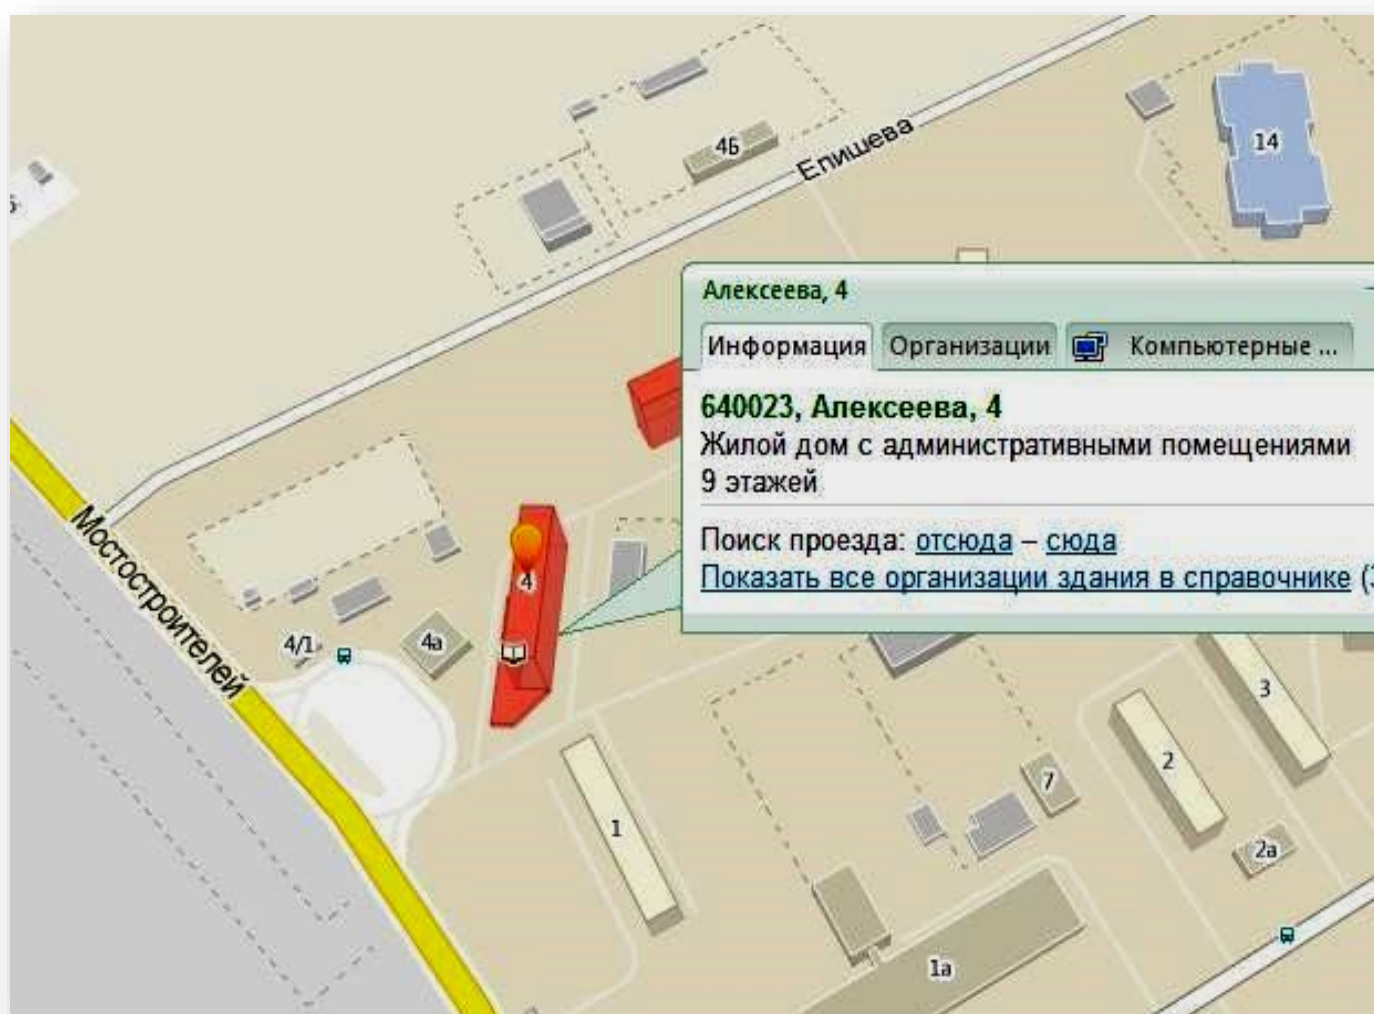 4Б
Епишева
14
Алексеева, 4
Информация
Организации
Компьютерные ...
640023, Алексеева, 4
Жилой дом с административными помещениями
9 этажей
Поиск проезда: отсюда – сюда
Показать все организации здания в справочнике (
Мостостроителей
4
4/1
4а
3
2
7
1
2а
1а